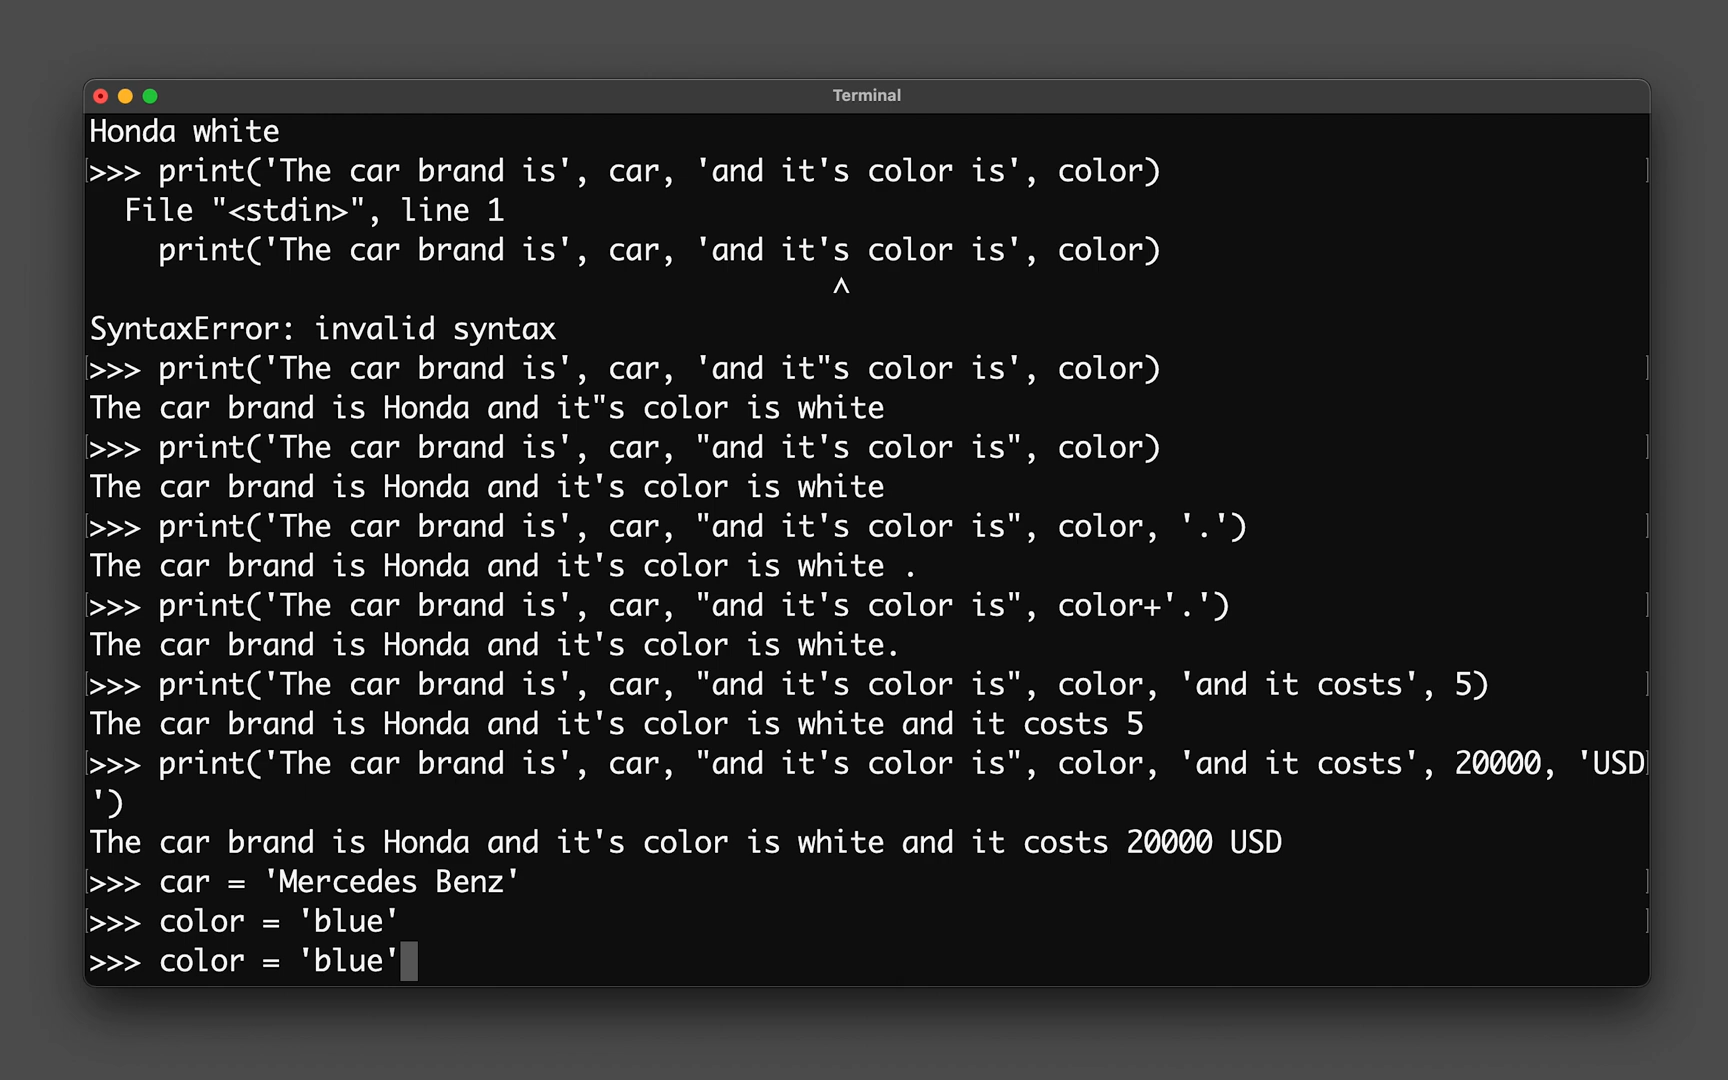 Terminal
Honda white
>>> print('The car brand is', car, 'and it's color is', color)
  File "<stdin>", line 1
    print('The car brand is', car, 'and it's color is', color)
                                           ^
SyntaxError: invalid syntax
>>> print('The car brand is', car, 'and it"s color is', color)
The car brand is Honda and it"s color is white
>>> print('The car brand is', car, "and it's color is", color)
The car brand is Honda and it's color is white
>>> print('The car brand is', car, "and it's color is", color, '.')
The car brand is Honda and it's color is white .
>>> print('The car brand is', car, "and it's color is", color+'.')
The car brand is Honda and it's color is white.
>>> print('The car brand is', car, "and it's color is", color, 'and it costs', 5)
The car brand is Honda and it's color is white and it costs 5
>>> print('The car brand is', car, "and it's color is", color, 'and it costs', 20000, 'USD
')
The car brand is Honda and it's color is white and it costs 20000 USD
>>> car = 'Mercedes Benz'
>>> color = 'blue'
>>> color = 'blue'